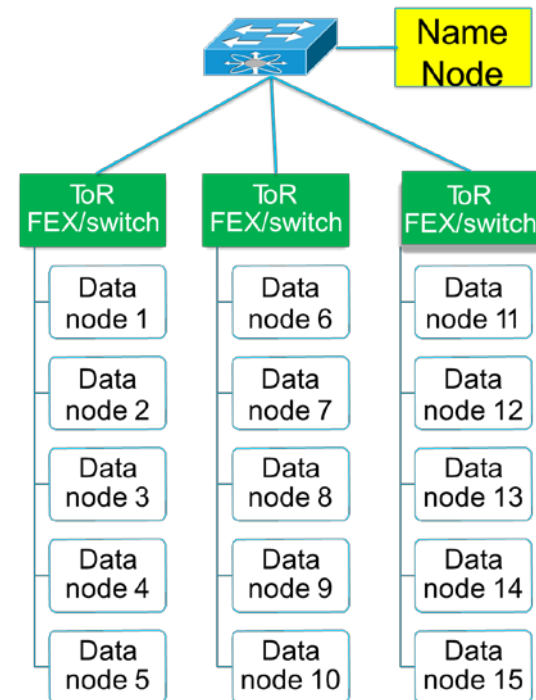 Name
Node
ToR
FEX/switch
ToR
FEX/switch
ToR
FEX/switch
Data
node 1
Data
node 6
Data
node 11
Data
node 2
Data
node 7
Data
node 12
Data
node 3
Data
node 8
Data
node 13
Data
node 4
Data
node 9
Data
node 14
Data
node 5
Data
node 10
Data
node 15